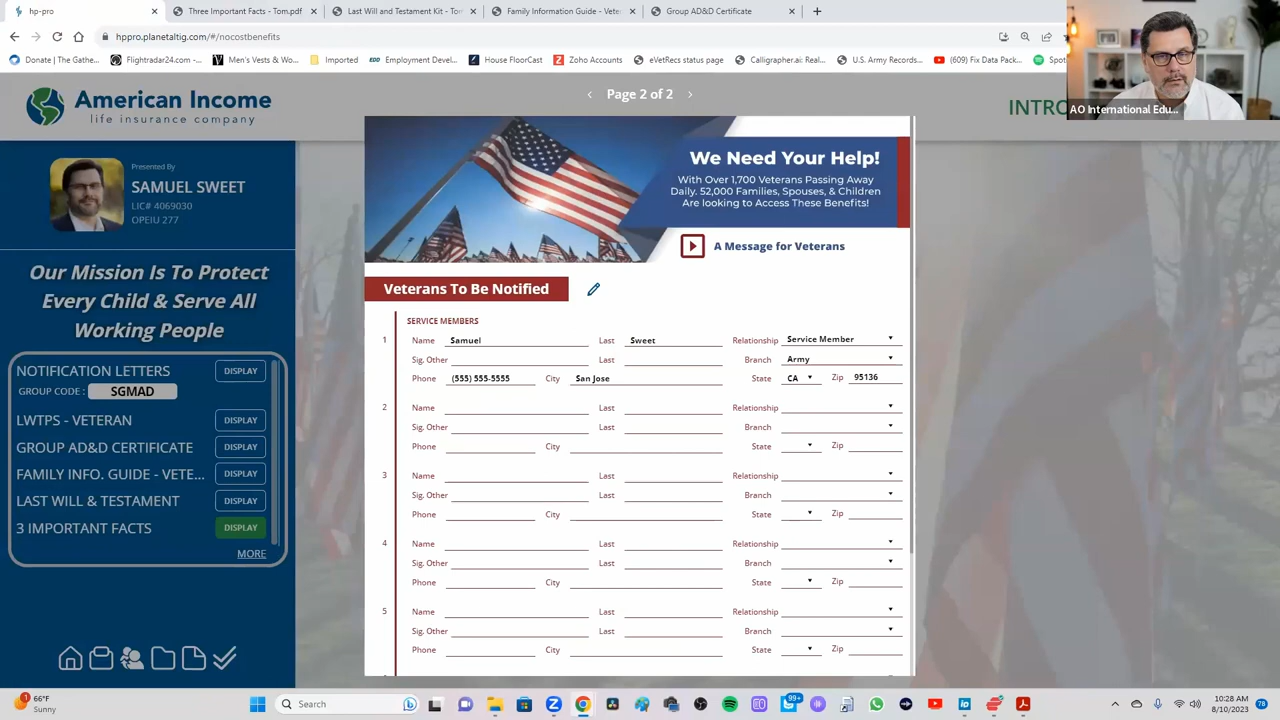 hp-pro
Three Important Facts - Tom.pdf
Last Will and Testament Kit - Tor
Family Information Guide - Veter
Group AD&D Certificate
hppro.planetaltig.com/#/nocostbenefits
Donate | The Gathe...
Flightradar24.com -...
Men's Vests & Wo...
Imported
EDD Employment Devel...
House FloorCast
Zoho Accounts
eVetRecs status page
Calligrapher.ai: Real...
U.S. Army Records...
(609) Fix Data Pack...
Spot
AO International Edu...
American Income
life insurance company
Page 2 of 2
INTRO
Presented By
SAMUEL SWEET
LIC# 4069030
OPEIU 277
Our Mission Is To Protect
Every Child & Serve All
Working People
NOTIFICATION LETTERS DISPLAY
GROUP CODE : SGMAD
LWTPS - VETERAN DISPLAY
GROUP AD&D CERTIFICATE DISPLAY
FAMILY INFO. GUIDE - VETE... DISPLAY
LAST WILL & TESTAMENT DISPLAY
3 IMPORTANT FACTS DISPLAY
MORE
We Need Your Help!
With Over 1,700 Veterans Passing Away
Daily. 52,000 Families, Spouses, & Children
Are looking to Access These Benefits!
A Message for Veterans
Veterans To Be Notified
SERVICE MEMBERS
1 Name Samuel Last Sweet Relationship Service Member
Sig. Other Last Branch Army
Phone (555) 555-5555 City San Jose State CA Zip 95136
2 Name Last Relationship
Sig. Other Last Branch
Phone City State Zip
3 Name Last Relationship
Sig. Other Last Branch
Phone City State Zip
4 Name Last Relationship
Sig. Other Last Branch
Phone City State Zip
5 Name Last Relationship
Sig. Other Last Branch
Phone City State Zip
1 66°F
Sunny
Search
99+
10:28 AM
8/10/2023
78